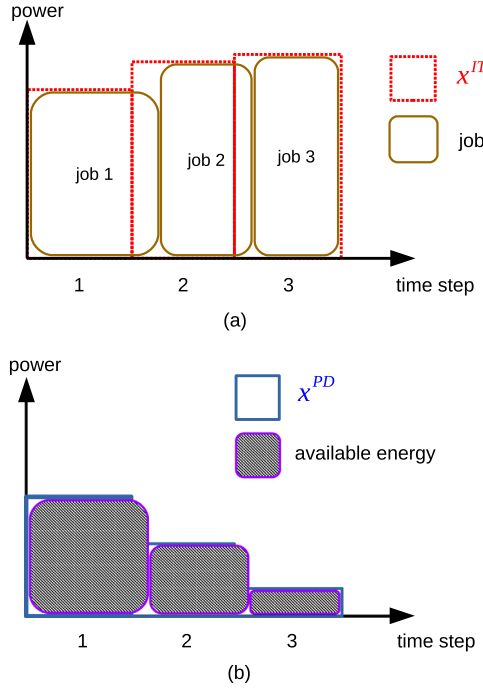 power
x^IT
job
job 1
job 2
job 3
1 2 3 time step
(a)
power
x^PD
available energy
1 2 3 time step
(b)